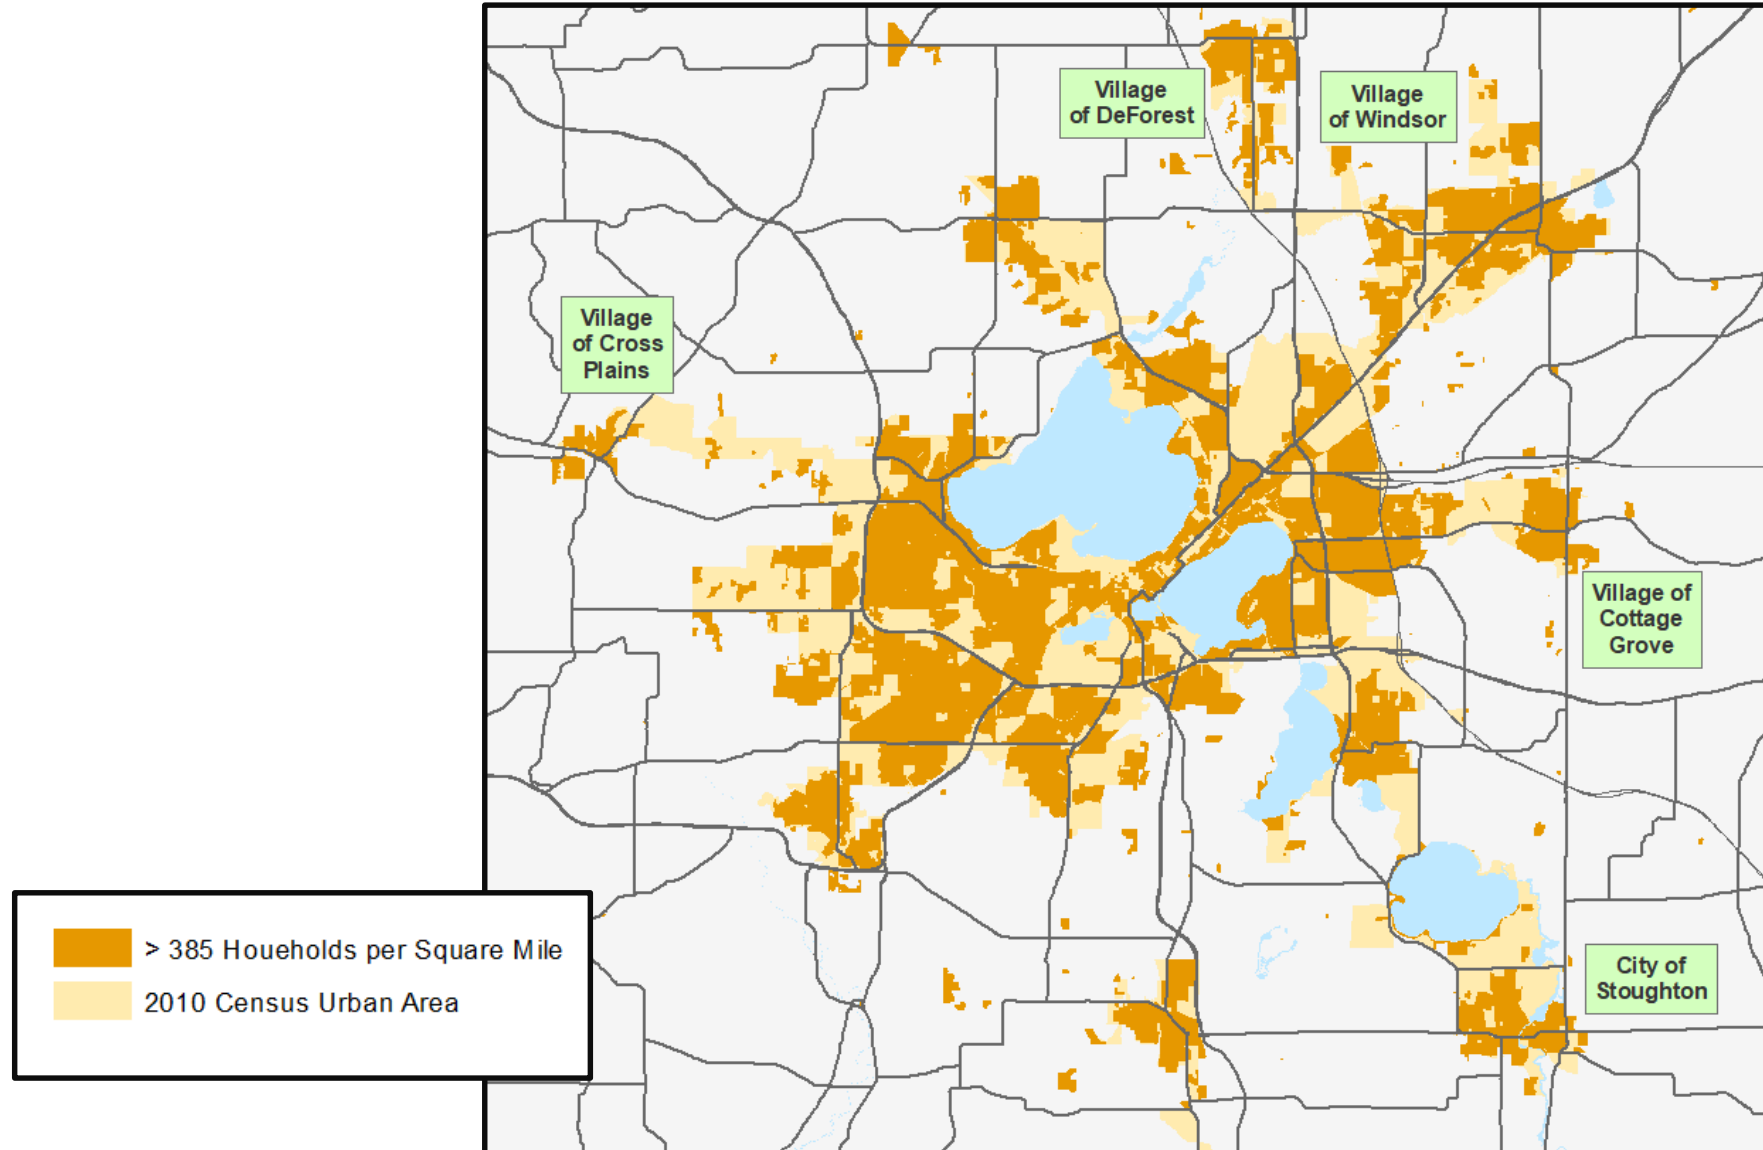 Village
of DeForest
Village
of Windsor
Village
of Cross
Plains
Village of
Cottage
Grove
City of
Stoughton
> 385 Houeholds per Square Mile
2010 Census Urban Area